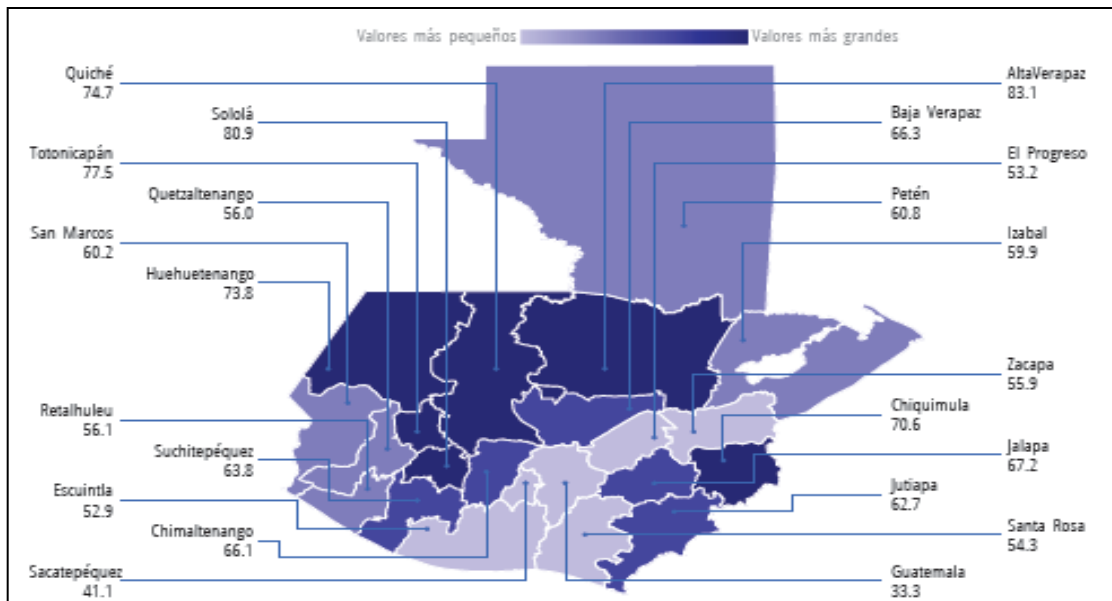 Valores más pequeños
Valores más grandes
Quiché
74.7
Sololá
80.9
Totonicapán
77.5
Quetzaltenango
56.0
San Marcos
60.2
Huehuetenango
73.8
Retalhuleu
56.1
Suchitepéquez
63.8
Escuintla
52.9
Chimaltenango
66.1
Sacatepéquez
41.1
AltaVerapaz
83.1
Baja Verapaz
66.3
El Progreso
53.2
Petén
60.8
Izabal
59.9
Zacapa
55.9
Chiquimula
70.6
Jalapa
67.2
Jutiapa
62.7
Santa Rosa
54.3
Guatemala
33.3